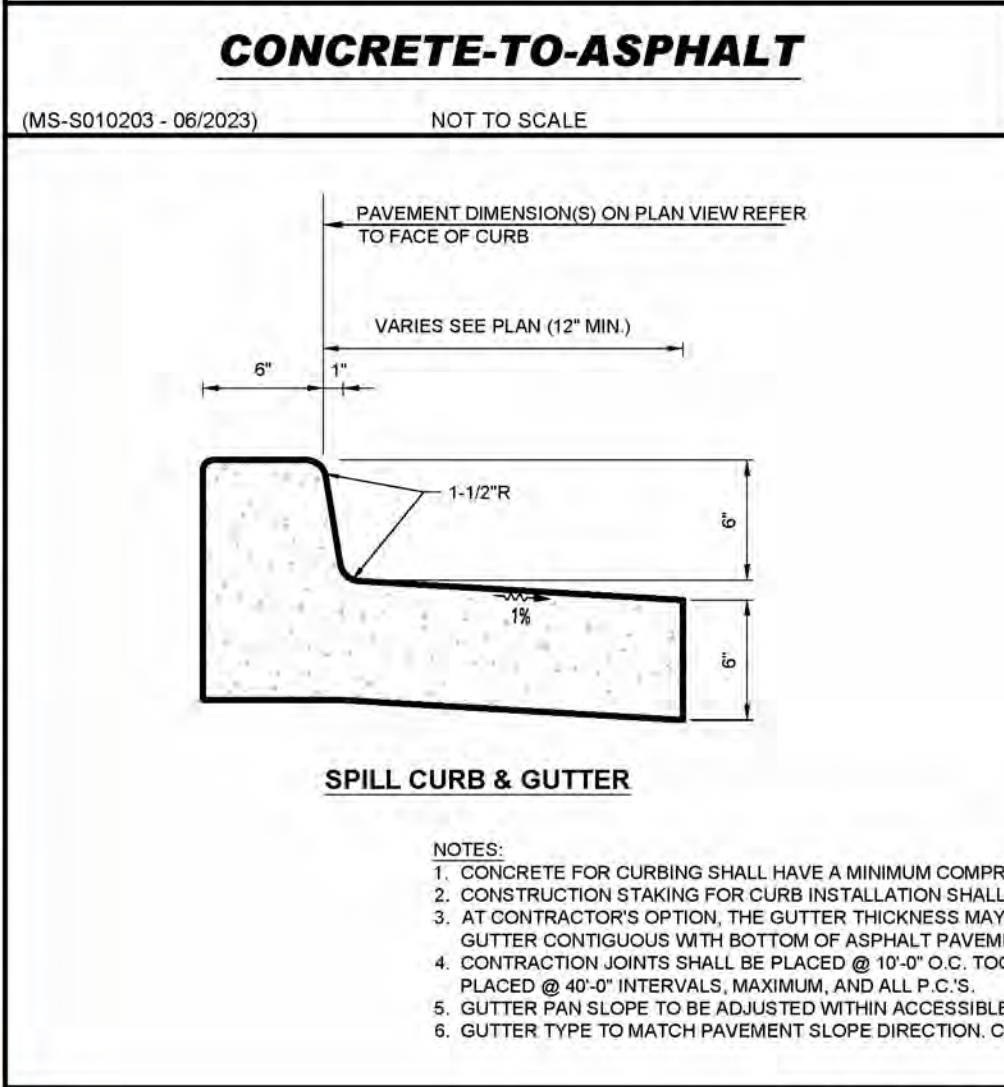 CONCRETE-TO-ASPHALT
(MS-S010203 - 06/2023) NOT TO SCALE
PAVEMENT DIMENSION(S) ON PLAN VIEW REFER
TO FACE OF CURB
VARIES SEE PLAN (12" MIN.)
6" 1"
1-1/2"R
6"
1%
6"
SPILL CURB & GUTTER
NOTES:
1. CONCRETE FOR CURBING SHALL HAVE A MINIMUM COMPR
2. CONSTRUCTION STAKING FOR CURB INSTALLATION SHALL
3. AT CONTRACTOR'S OPTION, THE GUTTER THICKNESS MAY
GUTTER CONTIGUOUS WITH BOTTOM OF ASPHALT PAVEM
4. CONTRACTION JOINTS SHALL BE PLACED @ 10'-0" O.C. TOO
PLACED @ 40'-0" INTERVALS, MAXIMUM, AND ALL P.C.'S.
5. GUTTER PAN SLOPE TO BE ADJUSTED WITHIN ACCESSIBLE
6. GUTTER TYPE TO MATCH PAVEMENT SLOPE DIRECTION. C